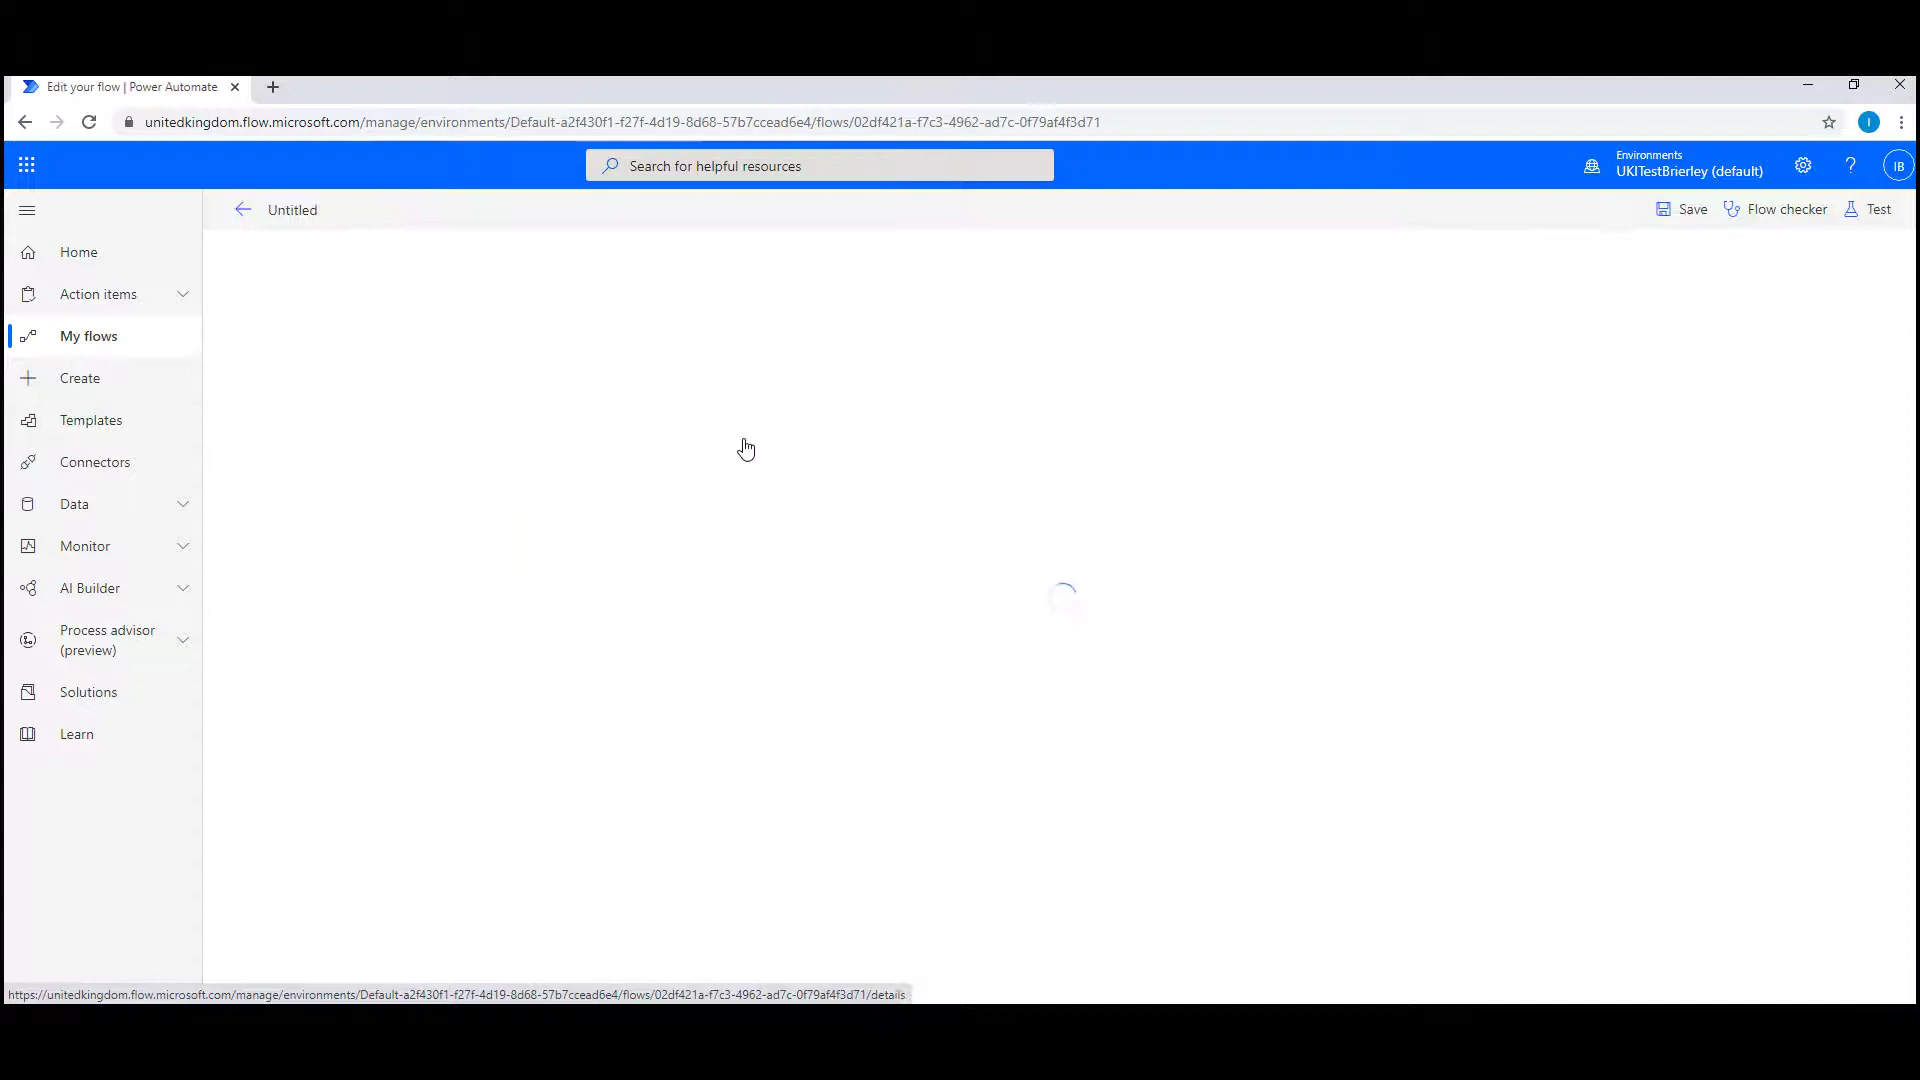 Edit your flow | Power Automate
unitedkingdom.flow.microsoft.com/manage/environments/Default-a2f430f1-f27f-4d19-8d68-57b7ccead6e4/flows/02df421a-f7c3-4962-ad7c-0f79af4f3d71
I
Search for helpful resources
Environments
UKITestBrierley (default)
IB
Untitled
Save
Flow checker
Test
Home
Action items
My flows
Create
Templates
Connectors
Data
Monitor
AI Builder
Process advisor
(preview)
Solutions
Learn
https://unitedkingdom.flow.microsoft.com/manage/environments/Default-a2f430f1-f27f-4d19-8d68-57b7ccead6e4/flows/02df421a-f7c3-4962-ad7c-0f79af4f3d71/details